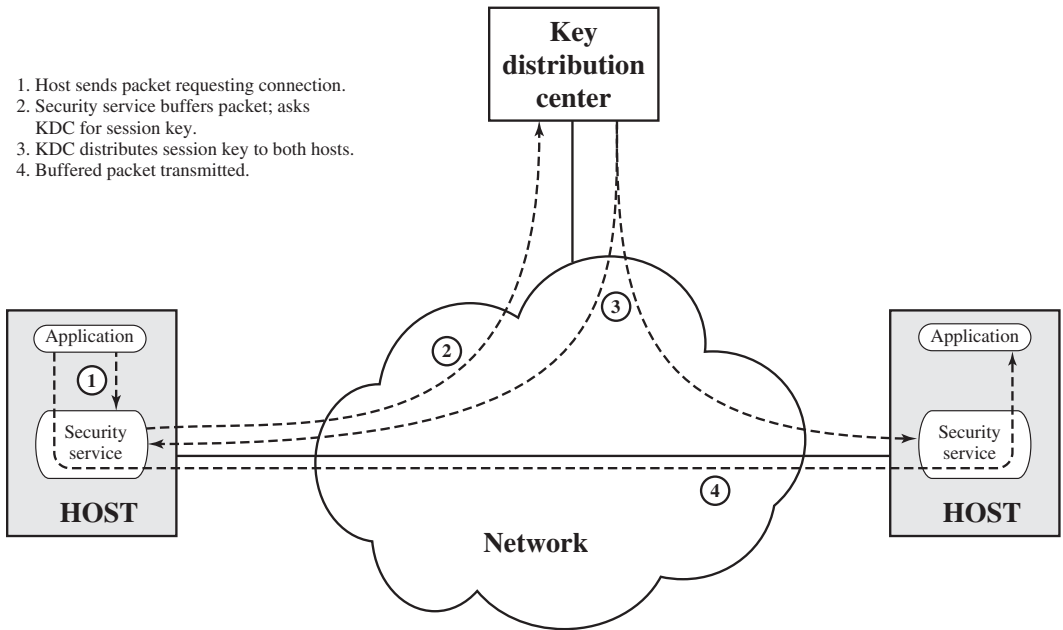 Key
distribution
center
1. Host sends packet requesting connection.
2. Security service buffers packet; asks
KDC for session key.
3. KDC distributes session key to both hosts.
4. Buffered packet transmitted.
3
2
Application
1
Security
service
HOST
Application
Security
service
HOST
4
Network